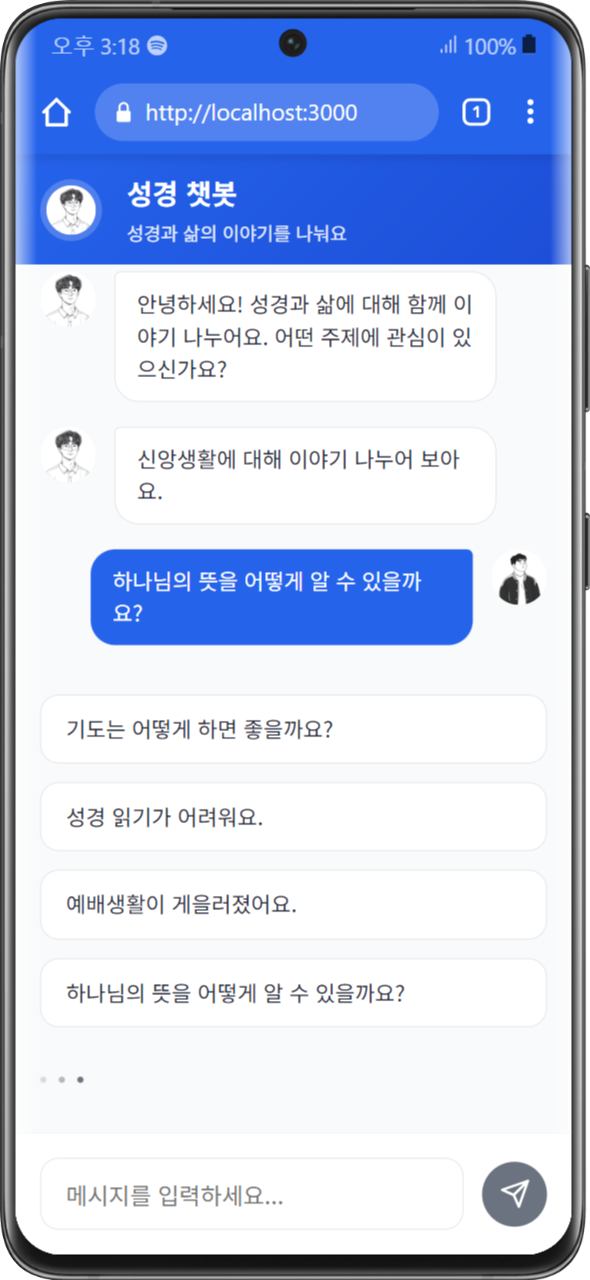 오후 3:18 100%
http://localhost:3000 1
성경 챗봇
성경과 삶의 이야기를 나눠요
안녕하세요! 성경과 삶에 대해 함께 이
야기 나누어요. 어떤 주제에 관심이 있
으신가요?
신앙생활에 대해 이야기 나누어 보아
요.
하나님의 뜻을 어떻게 알 수 있을까
요?
기도는 어떻게 하면 좋을까요?
성경 읽기가 어려워요.
예배생활이 게을러졌어요.
하나님의 뜻을 어떻게 알 수 있을까요?
메시지를 입력하세요...